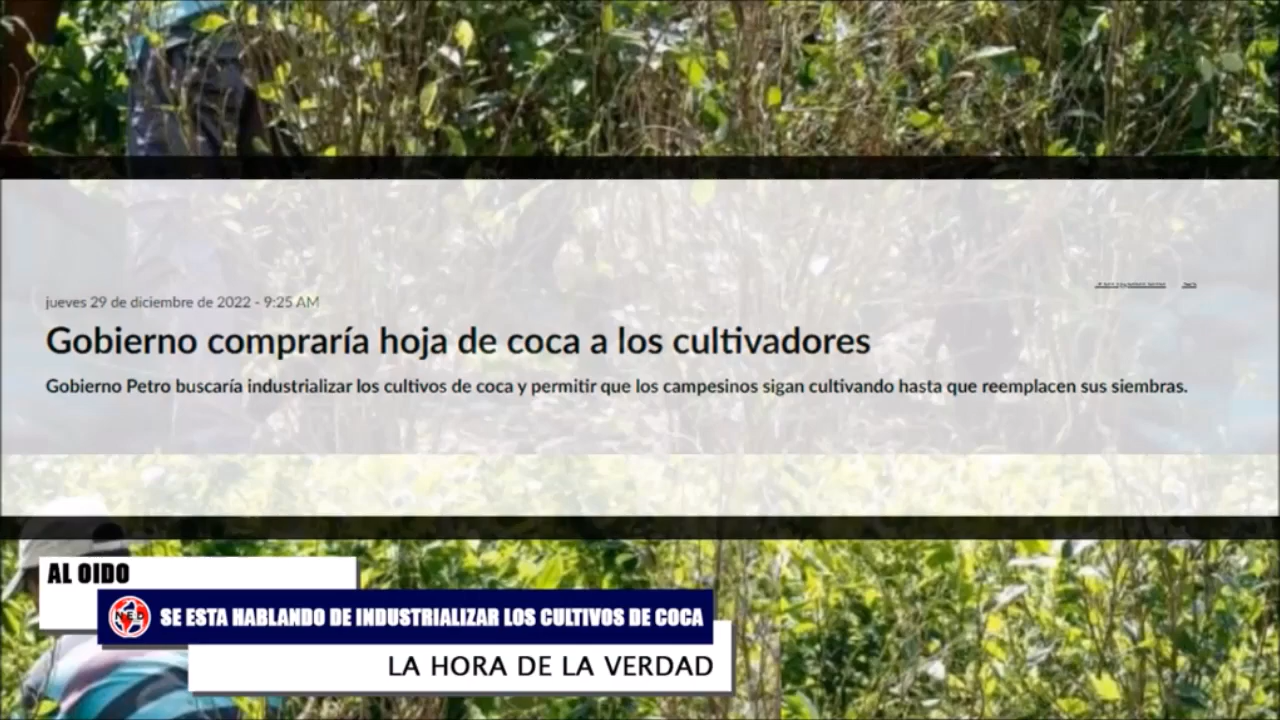 jueves 29 de diciembre de 2022 - 9:25 AM
Gobierno compraría hoja de coca a los cultivadores
Gobierno Petro buscaría industrializar los cultivos de coca y permitir que los campesinos sigan cultivando hasta que reemplacen sus siembras.
AL OIDO
SE ESTA HABLANDO DE INDUSTRIALIZAR LOS CULTIVOS DE COCA
LA HORA DE LA VERDAD